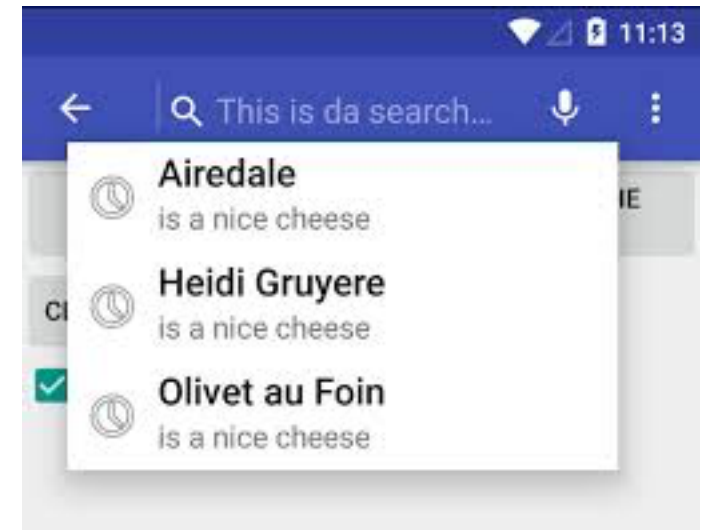 11:13
This is da search...
Airedale
is a nice cheese
Heidi Gruyere
is a nice cheese
Olivet au Foin
is a nice cheese